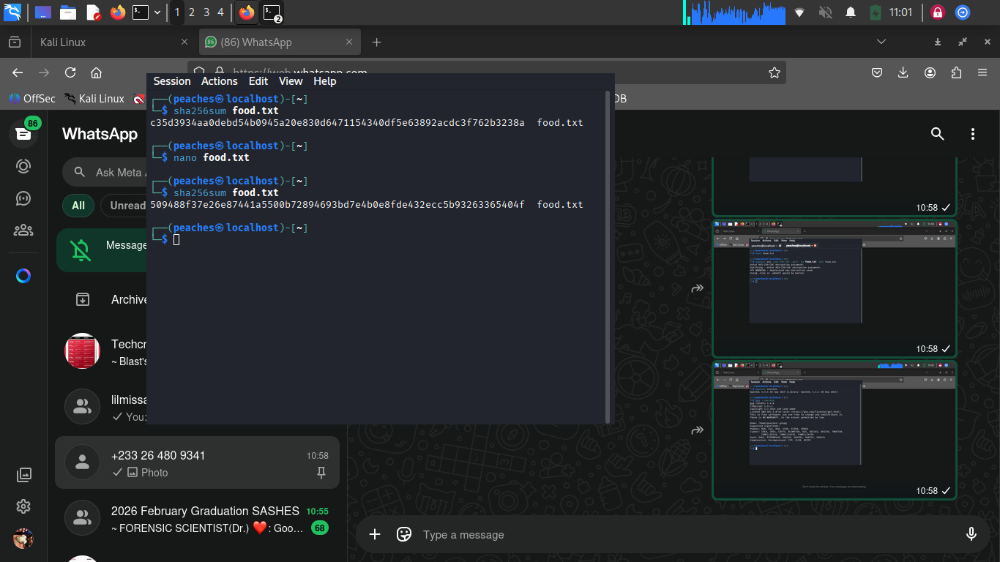 1 2 3 4
2
11:01
Kali Linux
86 (86) WhatsApp
https://web.whatsapp.com
OffSec
Kali Linux
DB
Session Actions Edit View Help
┌──(peaches㉿localhost)-[~]
└─$ sha256sum food.txt
c35d3934aa0debd54b0945a20e830d6471154340df5e63892acdc3f762b3238a food.txt
┌──(peaches㉿localhost)-[~]
└─$ nano food.txt
┌──(peaches㉿localhost)-[~]
└─$ sha256sum food.txt
509488f37e26e87441a5500b72894693bd7e4b0e8fde432ecc5b93263365404f food.txt
┌──(peaches㉿localhost)-[~]
└─$
86
WhatsApp
Ask Meta
All
Unread
Message
Archive
Techcr
~ Blast's
lilmissa
You:
+233 26 480 9341
10:58
Photo
2026 February Graduation SASHES
10:55
~ FORENSIC SCIENTIST(Dr.) ❤️: Goo...
68
10:58
10:58
10:58
Type a message